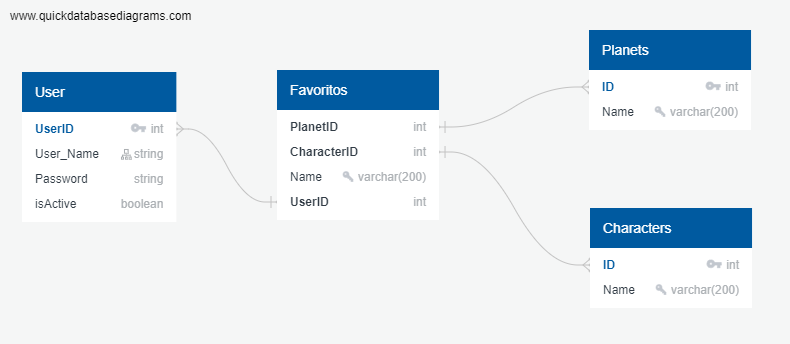 www.quickdatabasediagrams.com
User
UserID int
User_Name string
Password string
isActive boolean
Favoritos
PlanetID int
CharacterID int
Name varchar(200)
UserID int
Planets
ID int
Name varchar(200)
Characters
ID int
Name varchar(200)